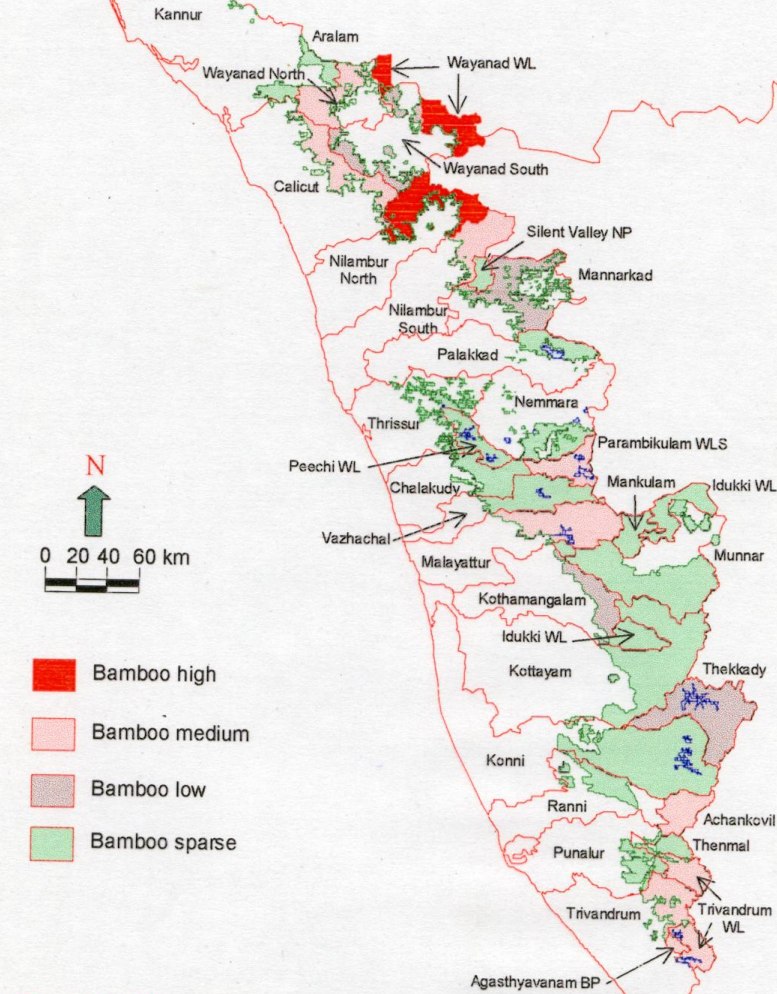 Kannur
Aralam
Wayanad WL
Wayanad North
Wayanad South
Calicut
Silent Valley NP
Nilambur
North
Mannarkad
Nilambur
South
Palakkad
Nemmara
Thrissur
Parambikulam WLS
Peechi WL
Mankulam
Idukki WL
Chalakudy
N
Vazhachal
Munnar
0 20 40 60 km
Malayattur
Kothamangalam
Idukki WL
Kottayam
Thekkady
Bamboo high
Bamboo medium
Konni
Bamboo low
Ranni
Achankovil
Bamboo sparse
Punalur
Thenmal
Trivandrum
Trivandrum
WL
Agasthyavanam BP